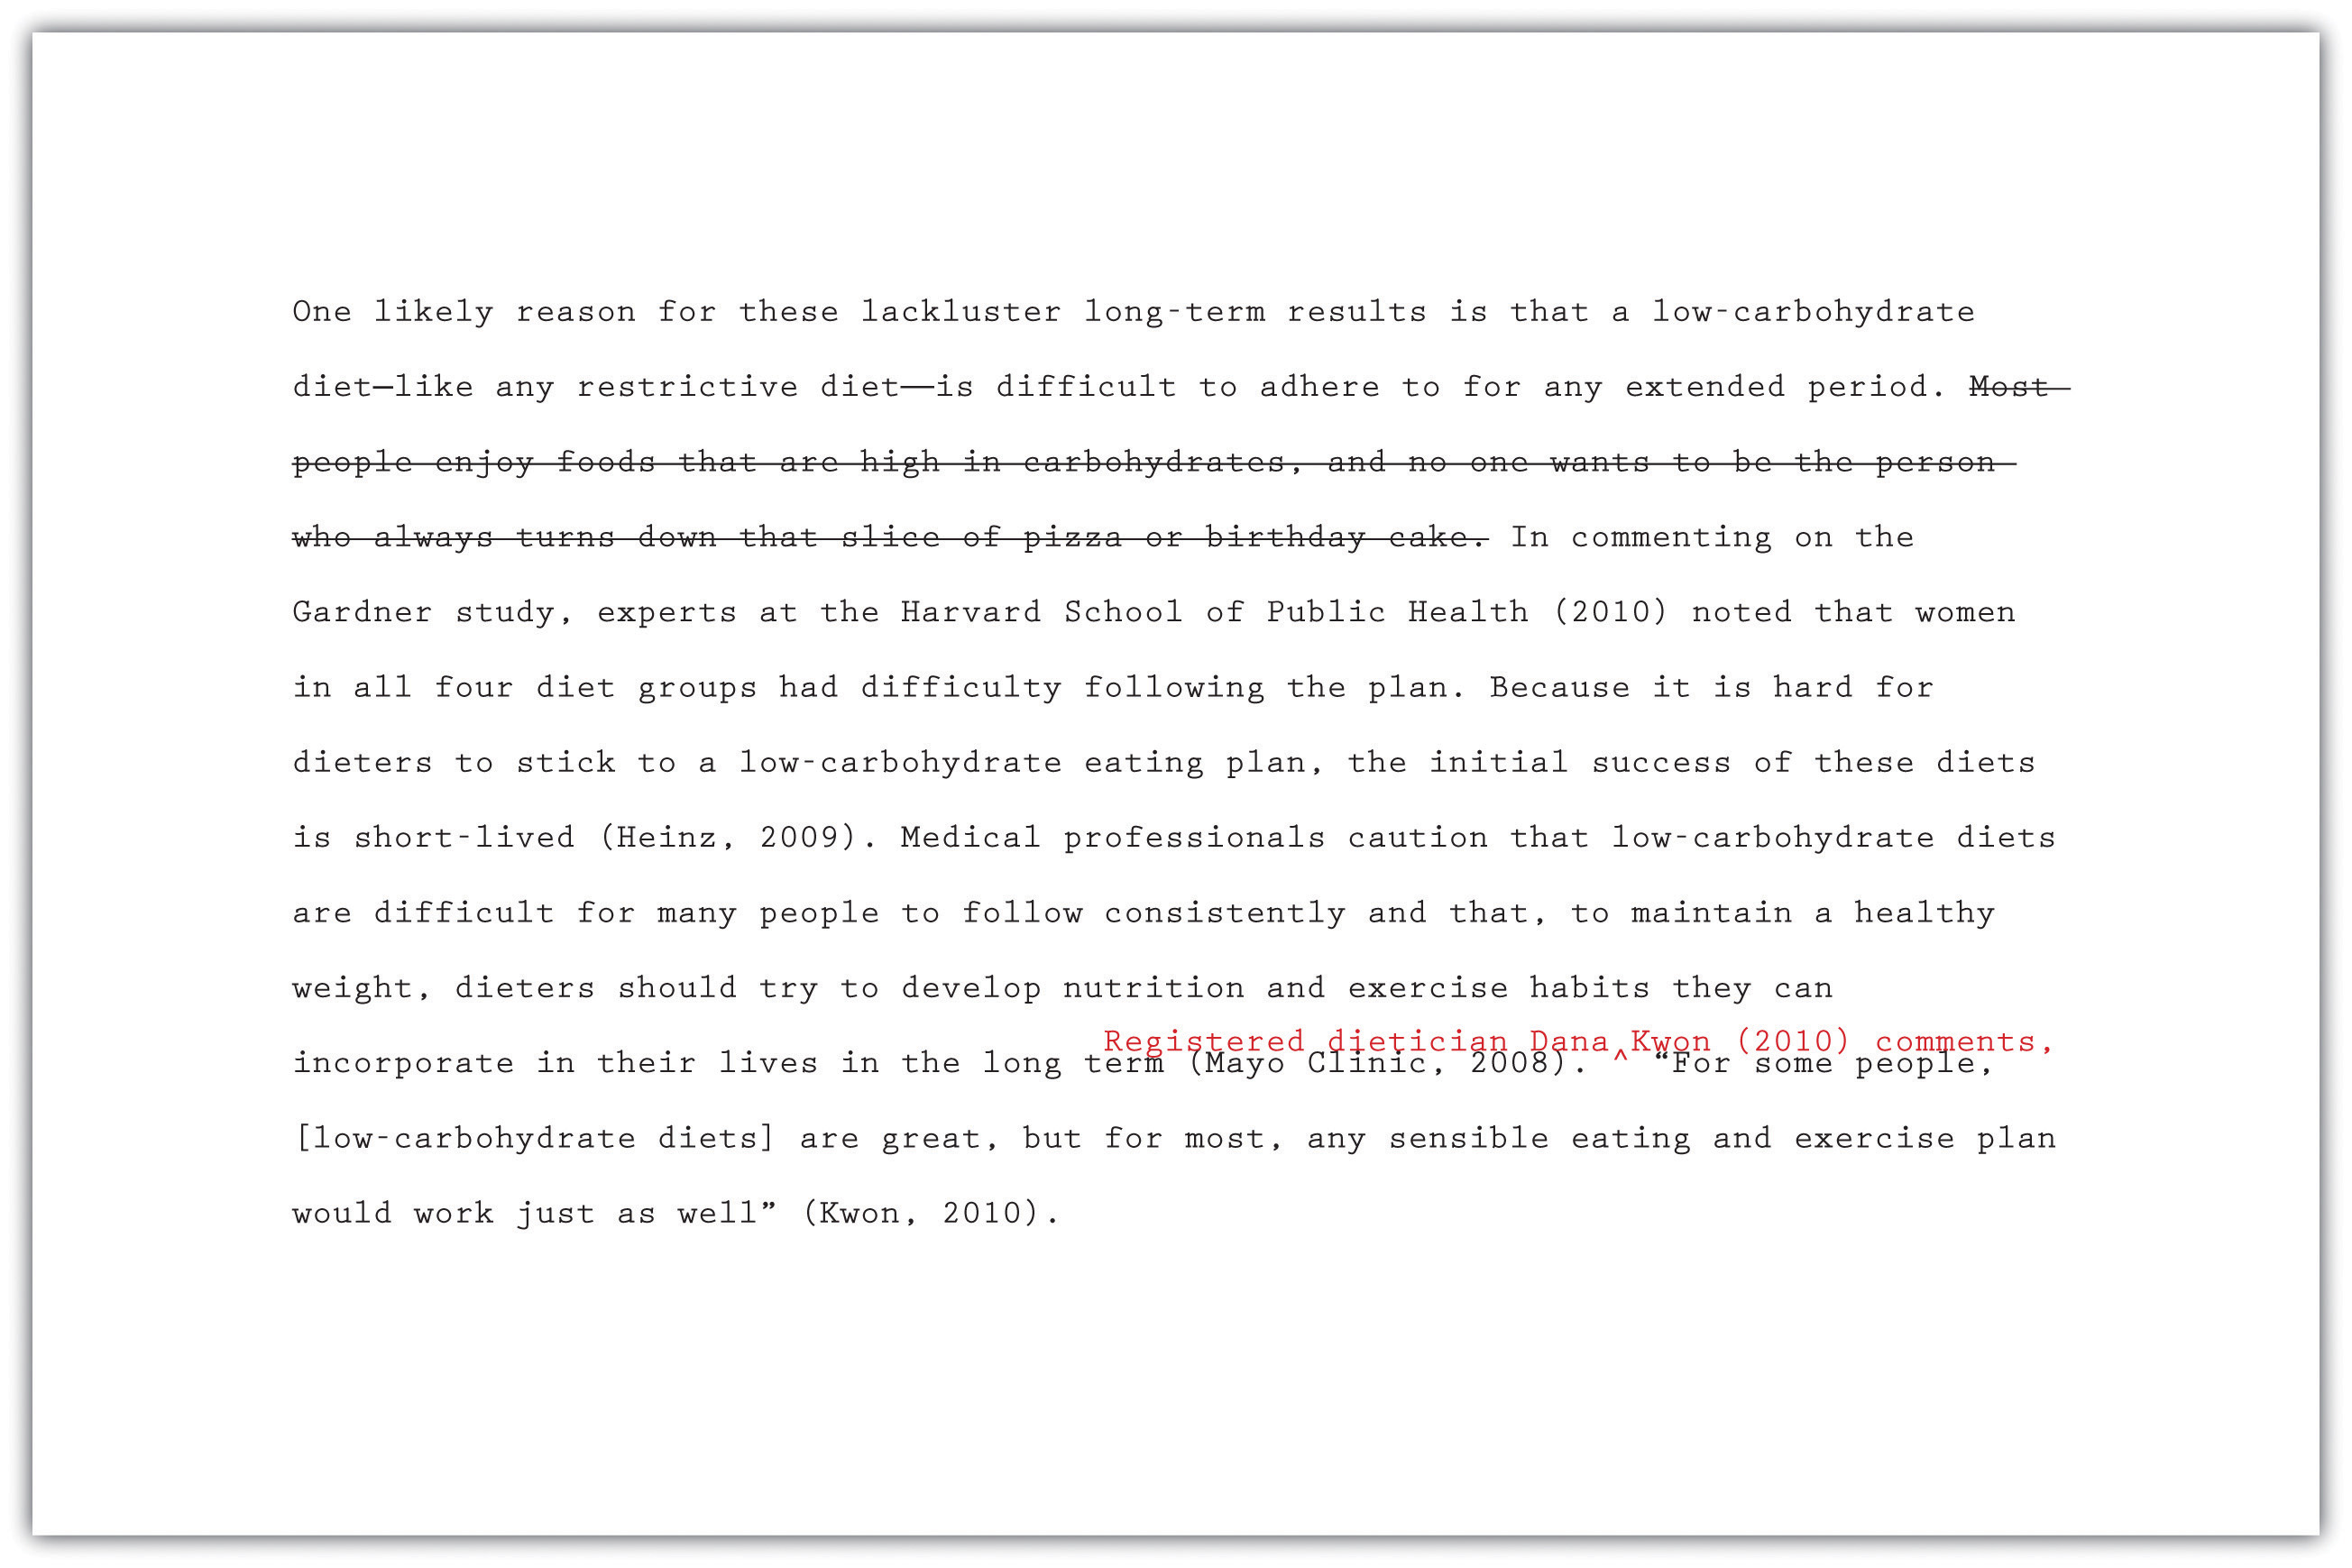 One likely reason for these lackluster long-term results is that a low-carbohydrate
diet—like any restrictive diet—is difficult to adhere to for any extended period. Most
people enjoy foods that are high in carbohydrates, and no one wants to be the person
who always turns down that slice of pizza or birthday cake. In commenting on the
Gardner study, experts at the Harvard School of Public Health (2010) noted that women
in all four diet groups had difficulty following the plan. Because it is hard for
dieters to stick to a low-carbohydrate eating plan, the initial success of these diets
is short-lived (Heinz, 2009). Medical professionals caution that low-carbohydrate diets
are difficult for many people to follow consistently and that, to maintain a healthy
weight, dieters should try to develop nutrition and exercise habits they can
Registered dietician Dana Kwon (2010) comments,
incorporate in their lives in the long term (Mayo Clinic, 2008). ^ “For some people,
[low-carbohydrate diets] are great, but for most, any sensible eating and exercise plan
would work just as well” (Kwon, 2010).